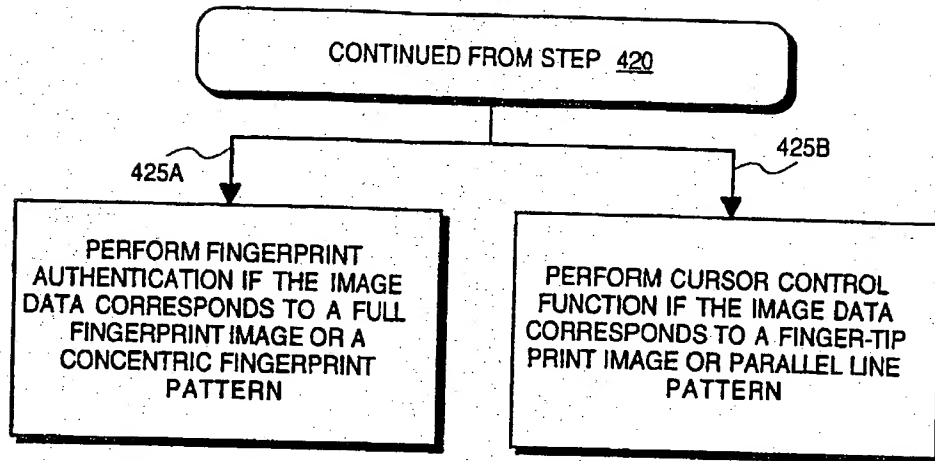 CONTINUED FROM STEP 420
425A
425B
PERFORM FINGERPRINT
AUTHENTICATION IF THE IMAGE
DATA CORRESPONDS TO A FULL
FINGERPRINT IMAGE OR A
CONCENTRIC FINGERPRINT
PATTERN
PERFORM CURSOR CONTROL
FUNCTION IF THE IMAGE DATA
CORRESPONDS TO A FINGER-TIP
PRINT IMAGE OR PARALLEL LINE
PATTERN